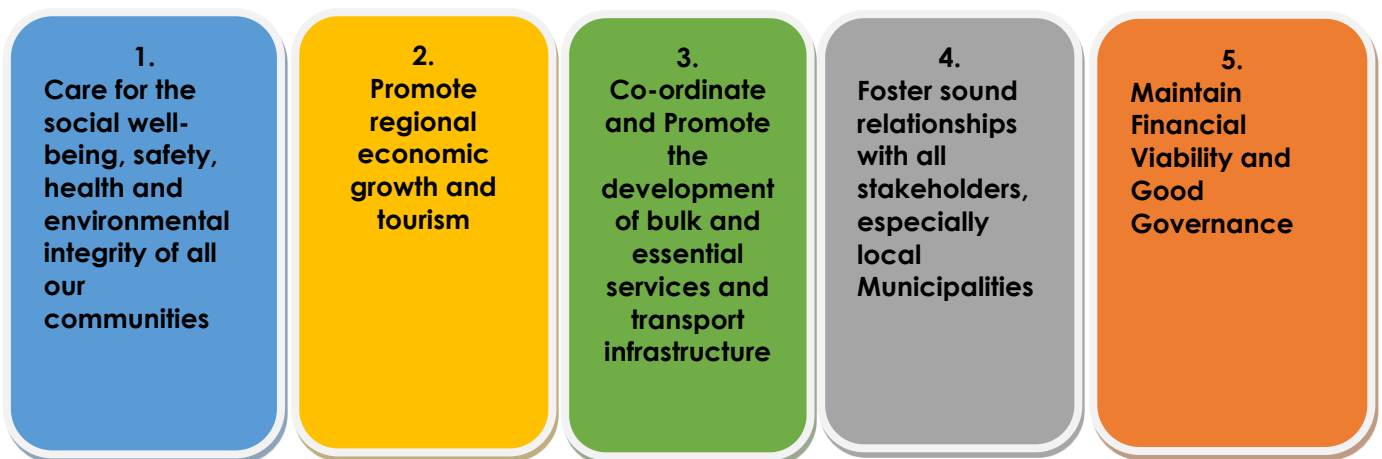 1.
Care for the
social well-
being, safety,
health and
environmental
integrity of all
our
communities
2.
Promote
regional
economic
growth and
tourism
3.
Co-ordinate
and Promote
the
development
of bulk and
essential
services and
transport
infrastructure
4.
Foster sound
relationships
with all
stakeholders,
especially
local
Municipalities
5.
Maintain
Financial
Viability and
Good
Governance